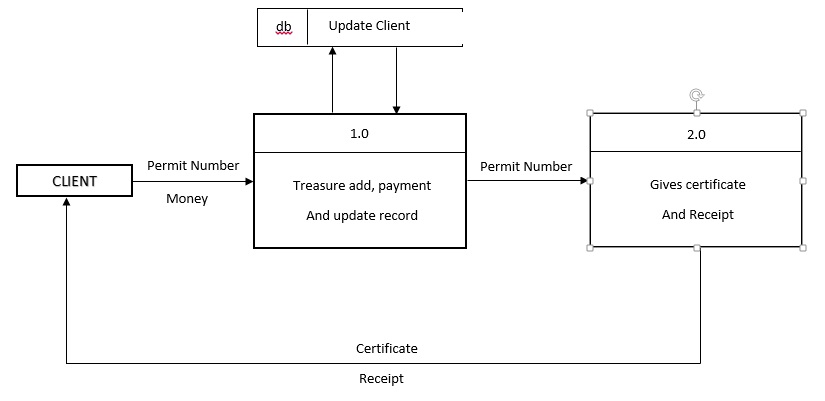 db Update Client
1.0
2.0
Permit Number
Permit Number
CLIENT
Money
Treasure add, payment
And update record
Gives certificate
And Receipt
Certificate
Receipt